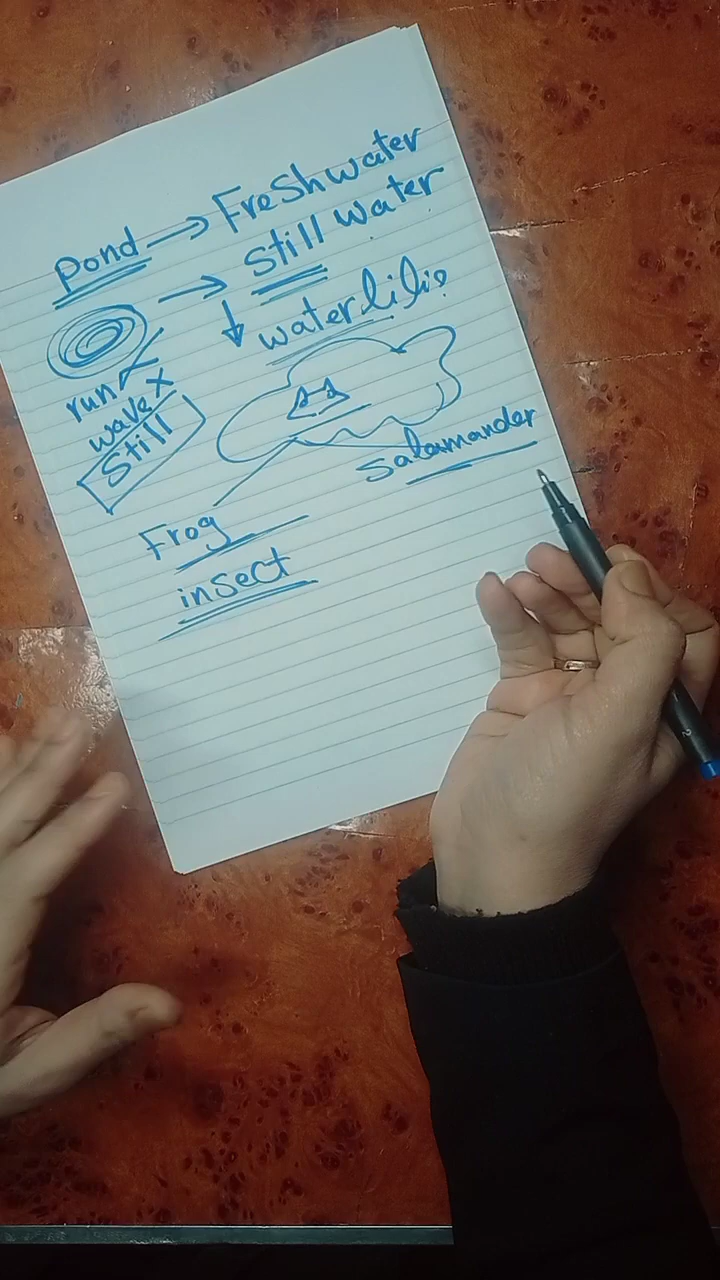 Pond → Freshwater
→ Still water
↓ waterlilis
run
wave x
Still
Salamander
Frog
insect